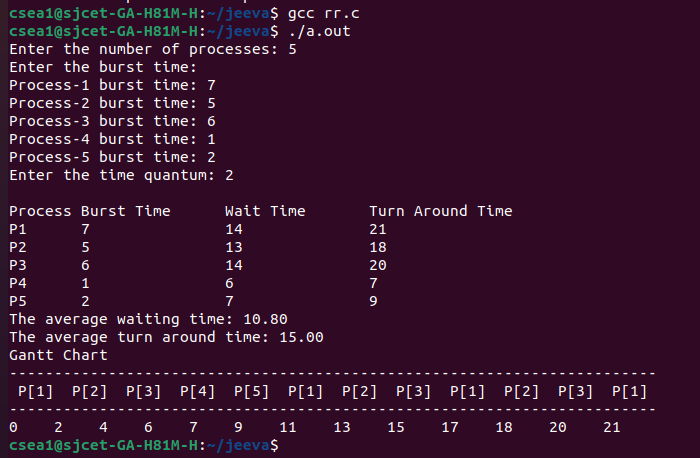 csea1@sjcet-GA-H81M-H:~/jeeva$ gcc rr.c
csea1@sjcet-GA-H81M-H:~/jeeva$ ./a.out
Enter the number of processes: 5
Enter the burst time:
Process-1 burst time: 7
Process-2 burst time: 5
Process-3 burst time: 6
Process-4 burst time: 1
Process-5 burst time: 2
Enter the time quantum: 2

Process Burst Time      Wait Time       Turn Around Time
P1      7               14              21
P2      5               13              18
P3      6               14              20
P4      1               6               7
P5      2               7               9
The average waiting time: 10.80
The average turn around time: 15.00
Gantt Chart
------------------------------------------------------------------------
 P[1]  P[2]  P[3]  P[4]  P[5]  P[1]  P[2]  P[3]  P[1]  P[2]  P[3]  P[1]
------------------------------------------------------------------------
0    2    4    6    7    9    11    13    15    17    18    20    21
csea1@sjcet-GA-H81M-H:~/jeeva$